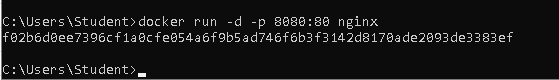 C:\Users\Student>docker run -d -p 8080:80 nginx
f02b6d0ee7396cf1a0cfe054a6f9b5ad746f6b3f3142d8170ade2093de3383ef
C:\Users\Student>